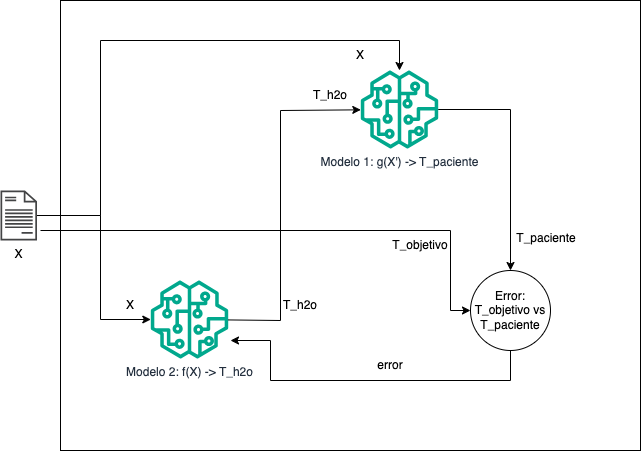 X
T_h2o
Modelo 1: g(X') -> T_paciente
X
T_objetivo
T_paciente
X
T_h2o
Error:
T_objetivo vs
T_paciente
Modelo 2: f(X) -> T_h2o
error